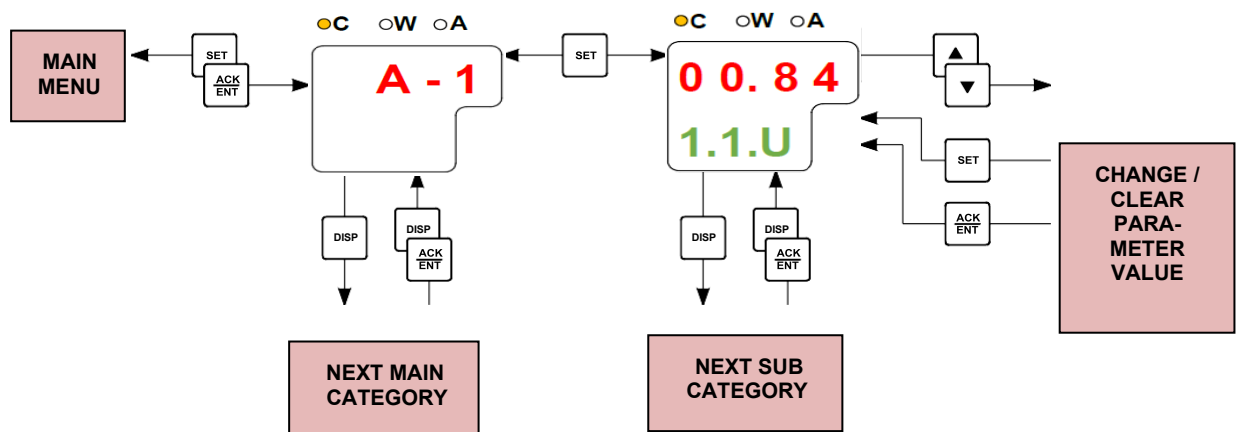 C W A
C W A
MAIN
MENU
SET
ACK
ENT
A - 1
SET
0 0. 8 4
1.1.U
SET
ACK
ENT
CHANGE /
CLEAR
PARA-
METER
VALUE
DISP
DISP
ACK
ENT
DISP
DISP
ACK
ENT
NEXT MAIN
CATEGORY
NEXT SUB
CATEGORY